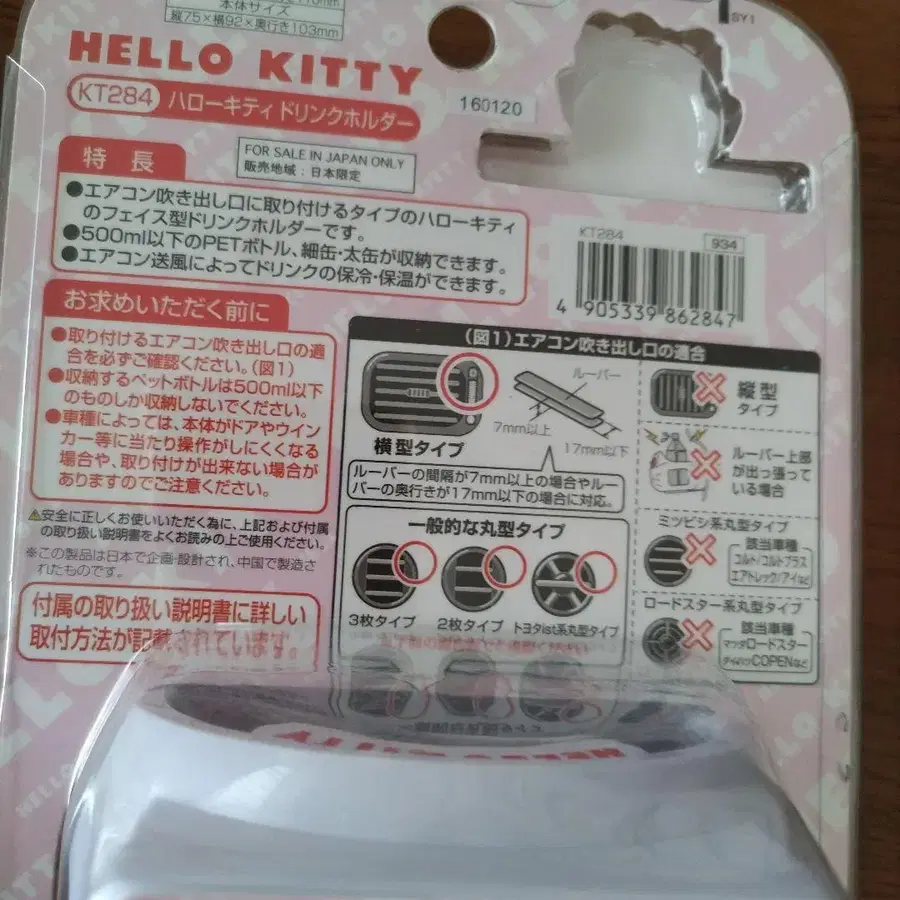 本体サイズ
縦75×横92×奥行き103mm
SY1
HELLO KITTY
KT284 ハローキティ ドリンクホルダー
160120
特長
FOR SALE IN JAPAN ONLY
販売地域：日本限定
●エアコン吹き出し口に取り付けるタイプのハローキティ
のフェイス型ドリンクホルダーです。
●500ml以下のPETボトル、細缶・太缶が収納できます。
●エアコン送風によってドリンクの保冷・保温ができます。
KT284
934
4 905339 862847
お求めいただく前に
●取り付けるエアコン吹き出し口の適
合を必ずご確認ください。(図1)
●収納するペットボトルは500ml以下
のものしか収納しないでください。
●車種によっては、本体がドアやウイン
カー等に当たり操作がしにくくなる
場合や、取り付けが出来ない場合が
ありますのでご注意ください。
⚠安全に正しくお使いいただく為に、上記および付属
の取り扱い説明書をよくお読みの上ご使用ください。
※この製品は日本で企画・設計され、中国で製造さ
れたものです。
付属の取り扱い説明書に詳しい
取付方法が記載されています。
(図1)エアコン吹き出し口の適合
ルーバー
7mm以上
17mm以下
横型タイプ
ルーバーの間隔が7mm以上の場合やルー
バーの奥行きが17mm以下の場合に対応。
一般的な丸型タイプ
3枚タイプ
2枚タイプ
トヨタist系丸型タイプ
縦型
タイプ
ルーバー上部
が出っ張って
いる場合
ミツビシ系丸型タイプ
該当車種
コルト/コルトプラス
エアトレック/アイなど
ロードスター系丸型タイプ
該当車種
マツダロードスター
ダイハツCOPENなど